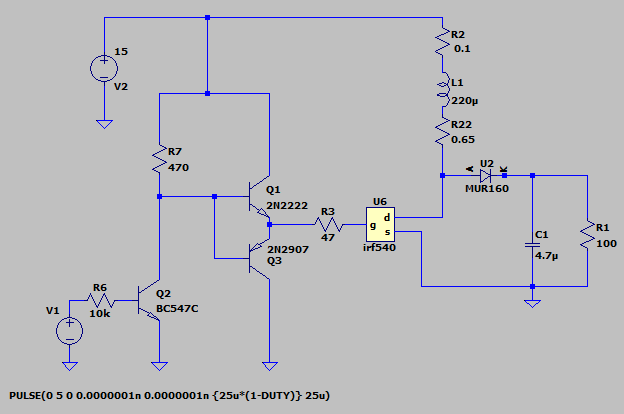 R2
0.1
15
V2
L1
220µ
R22
0.65
R7
470
U2
A
K
MUR160
Q1
2N2222
U6
R3
47
g
d
s
irf540
2N2907
Q3
C1
4.7µ
R1
100
R6
10k
V1
Q2
BC547C
PULSE(0 5 0 0.0000001n 0.0000001n {25u*(1-DUTY)} 25u)